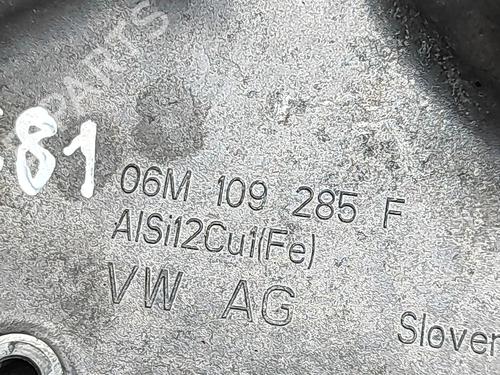 81
06M 109 285 F
AlSi12Cu1(Fe)
VW AG
Sloven